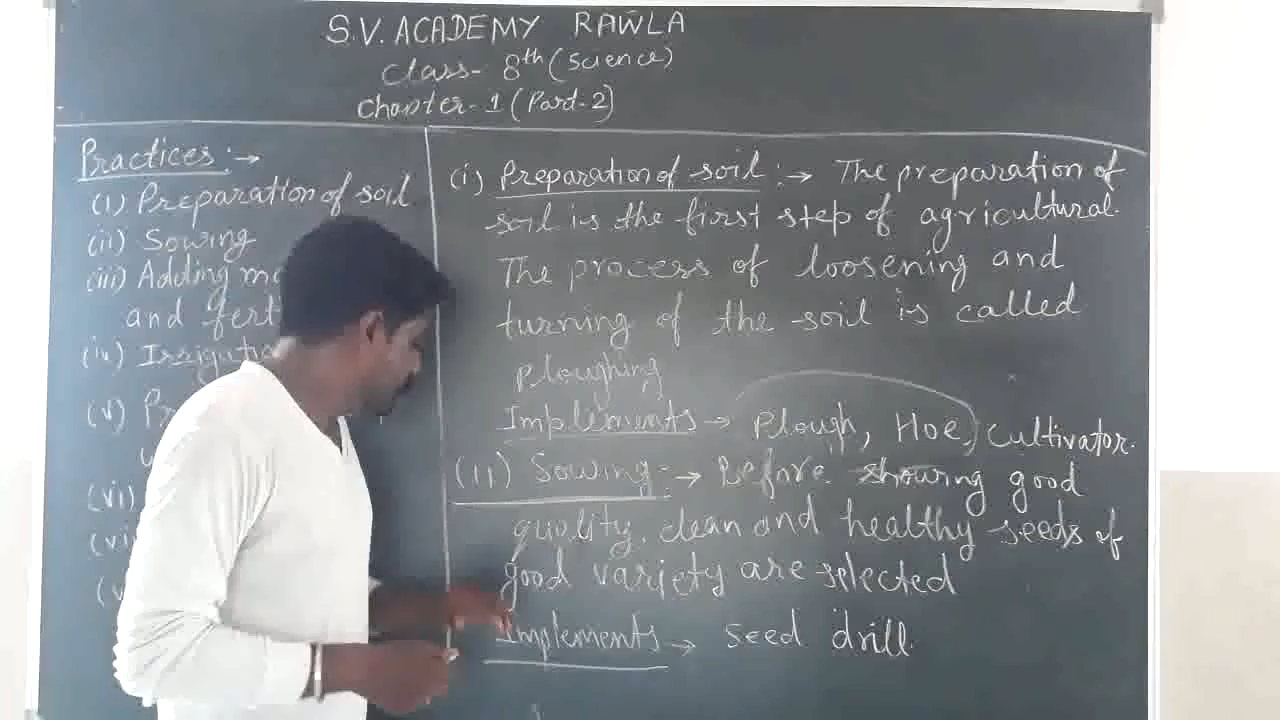 S.V. ACADEMY RAWLA
Class- 8th (Science)
Chapter-1 (Part-2)
Practices :→
(i) Preparation of soil
(ii) Sowing
(iii) Adding
and
(iv)
(v)
(vi)
(i) Preparation of soil :→ The preparation of
soil is the first step of agricultural.
The process of loosening and
turning of the soil is called
ploughing
Implements → Plough, Hoe, Cultivator.
(ii) Sowing :→ Before showing good
quality, clean and healthy seeds of
good variety are selected
Implements → seed drill.